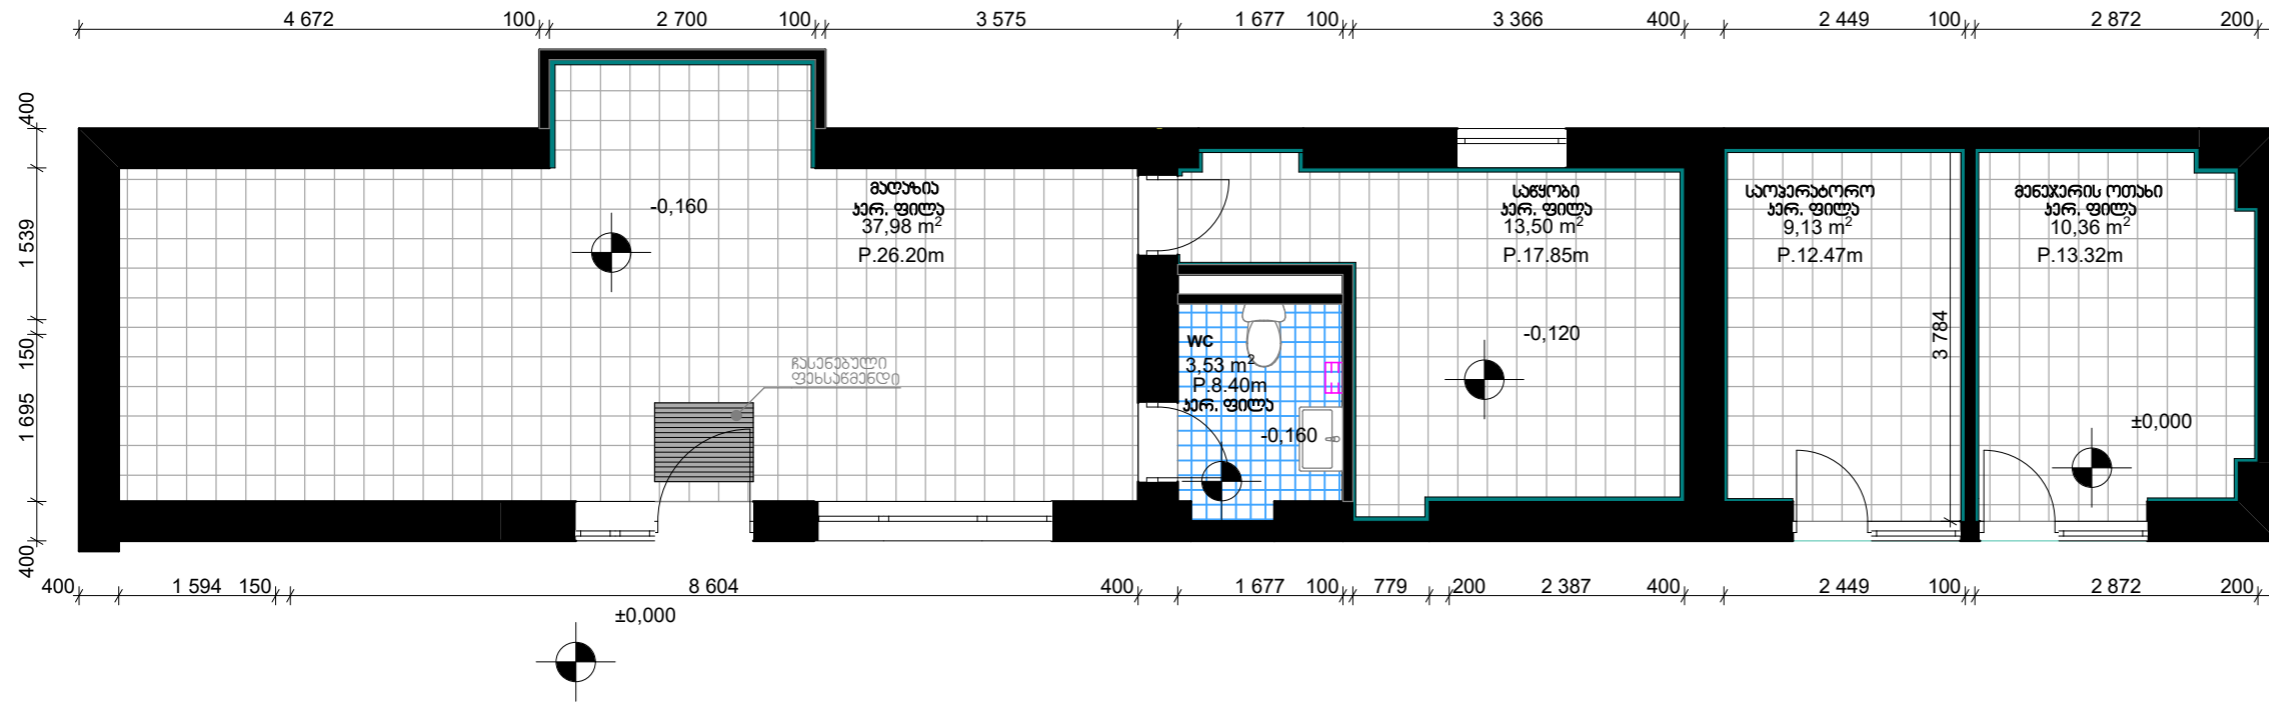 4 672 100 2 700 100 3 575 1 677 100 3 366 400 2 449 100 2 872 200
400
1 539
150
1 695
400
-0,160
მაღაზია
კერ. ფილა
37,98 m²
P.26.20m
ჩასენებული
ფეხსაწმენდი
WC
3,53 m²
P.8.40m
კერ. ფილა
-0,160
საწყობი
კერ. ფილა
13,50 m²
P.17.85m
-0,120
საოპერატორო
კერ. ფილა
9,13 m²
P.12.47m
3 784
მენეჯერის ოთახი
კერ. ფილა
10,36 m²
P.13.32m
±0,000
400 1 594 150 8 604 400 1 677 100 779 200 2 387 400 2 449 100 2 872 200
±0,000